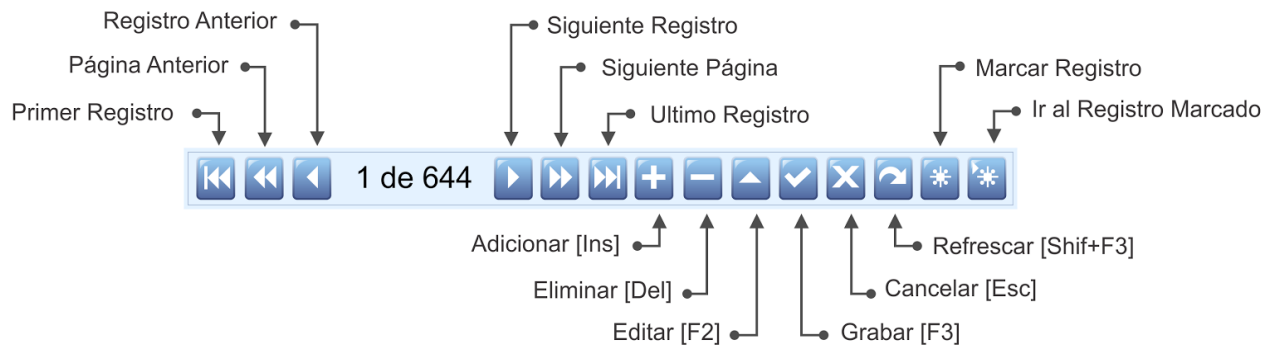 Registro Anterior
Siguiente Registro
Página Anterior
Siguiente Página
Marcar Registro
Primer Registro
Ultimo Registro
Ir al Registro Marcado
1 de 644
Adicionar [Ins]
Refrescar [Shif+F3]
Eliminar [Del]
Cancelar [Esc]
Editar [F2]
Grabar [F3]